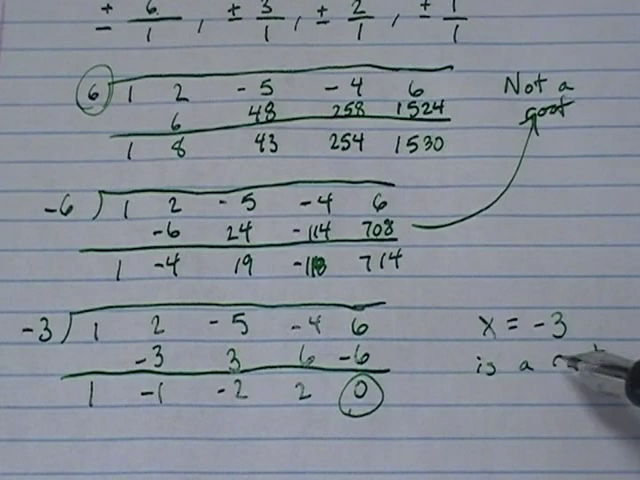 ± 6/1, ± 3/1, ± 2/1, ± 1/1
6 ) 1 2 -5 -4 6
6 48 258 1524
1 8 43 254 1530
Not a
root
-6 ) 1 2 -5 -4 6
-6 24 -114 708
1 -4 19 -118 714
-3 ) 1 2 -5 -4 6
-3 3 6 -6
1 -1 -2 2 0
x = -3
is a